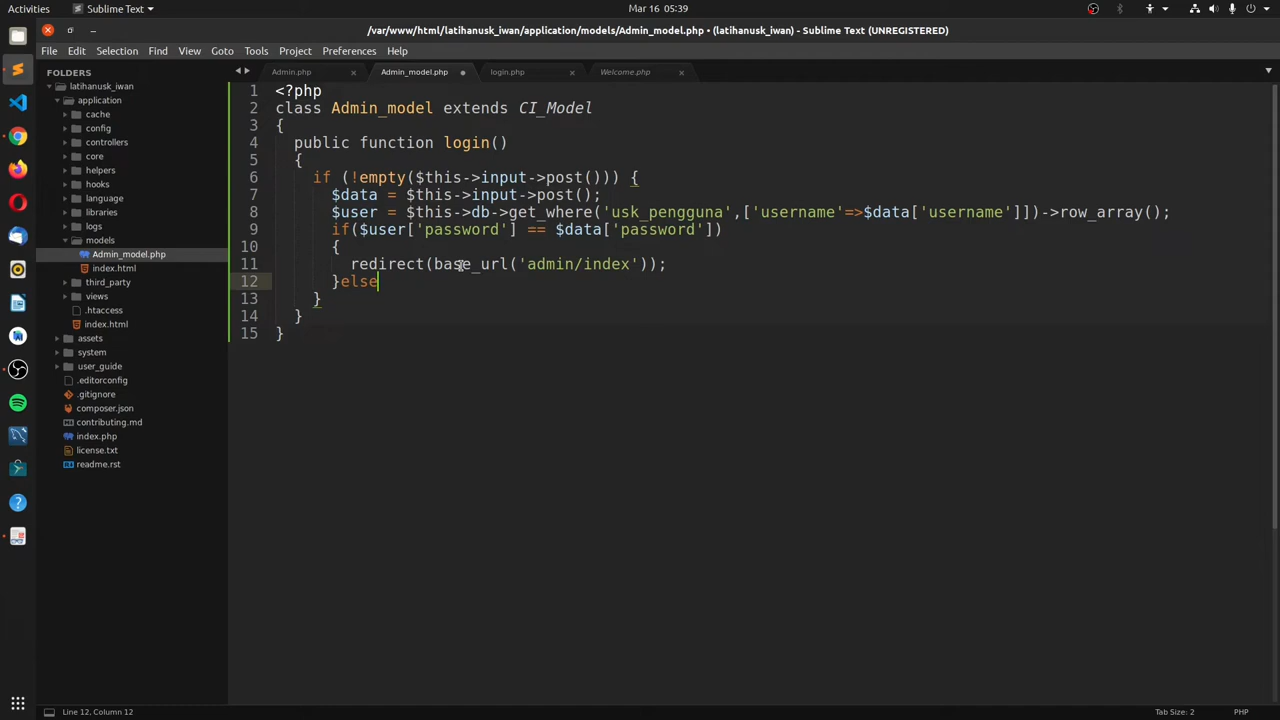 Activities
Sublime Text
Mar 16 05:39
/var/www/html/latihanusk_iwan/application/models/Admin_model.php • (latihanusk_iwan) - Sublime Text (UNREGISTERED)
File Edit Selection Find View Goto Tools Project Preferences Help
FOLDERS
latihanusk_iwan
application
cache
config
controllers
core
helpers
hooks
language
libraries
logs
models
Admin_model.php
index.html
third_party
views
.htaccess
index.html
assets
system
user_guide
.editorconfig
.gitignore
composer.json
contributing.md
index.php
license.txt
readme.rst
Admin.php
Admin_model.php
login.php
Welcome.php
1 <?php
2 class Admin_model extends CI_Model
3 {
4 public function login()
5 {
6 if (!empty($this->input->post())) {
7 $data = $this->input->post();
8 $user = $this->db->get_where('usk_pengguna',['username'=>$data['username']])->row_array();
9 if($user['password'] == $data['password'])
10 {
11 redirect(base_url('admin/index'));
12 }else
13 }
14 }
15 }
Line 12, Column 12
Tab Size: 2
PHP